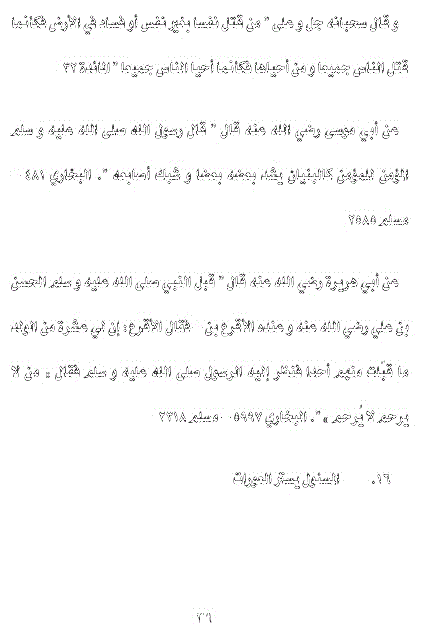 و قال سبحانه جل و على " من قتل نفسا بغير نفس أو فساد في الأرض فكأنما
قتل الناس جميعا و من أحياها فكأنما أحيا الناس جميعا " المائدة ٣٢
عن أبي موسى رضي الله عنه قال " قال رسول الله صلى الله عليه و سلم
المؤمن للمؤمن كالبنيان يشد بعضه بعضا و شبك أصابعه ". البخاري ٤٨١ -
مسلم ٢٥٨٥
عن أبي هريرة رضي الله عنه قال " قبل النبي صلى الله عليه و سلم الحسن
بن علي رضي الله عنه و عنده الأقرع بن فقال الأقرع : إن لي عشرة من الولد
ما قبلت منهم أحدا فنظر إليه الرسول صلى الله عليه و سلم فقال : من لا
يرحم لا يُرحم » ". البخاري ٥٩٩٧ - مسلم ٢٣١٨
١٦. المسئول يستر العورات
٣٦